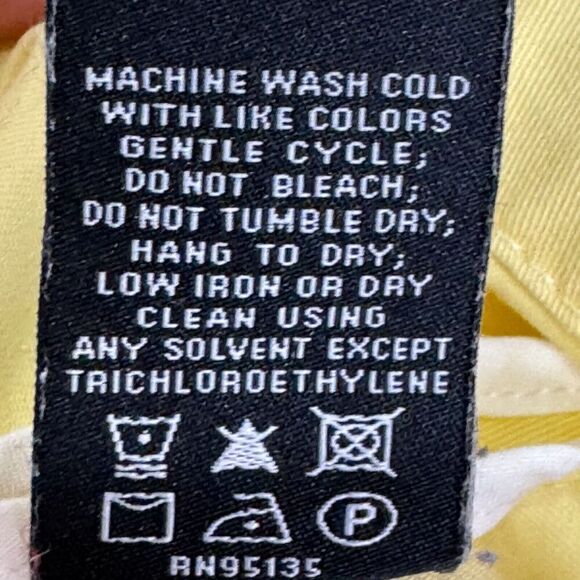 MACHINE WASH COLD
WITH LIKE COLORS
GENTLE CYCLE;
DO NOT BLEACH;
DO NOT TUMBLE DRY;
HANG TO DRY;
LOW IRON OR DRY
CLEAN USING
ANY SOLVENT EXCEPT
TRICHLOROETHYLENE
P
RN95135